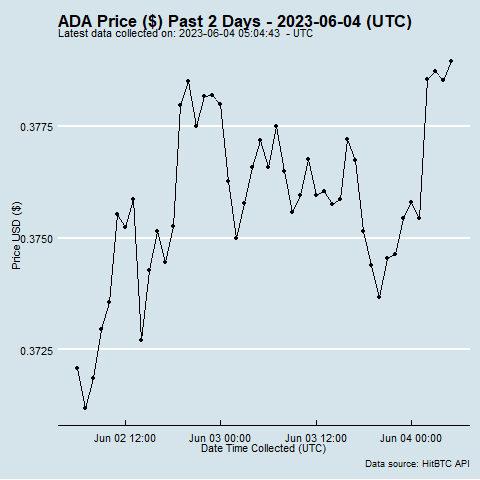 ADA Price ($) Past 2 Days - 2023-06-04 (UTC)
Latest data collected on: 2023-06-04 05:04:43 - UTC
0.3775
0.3750
0.3725
Price USD ($)
Jun 02 12:00 Jun 03 00:00 Jun 03 12:00 Jun 04 00:00
Date Time Collected (UTC)
Data source: HitBTC API